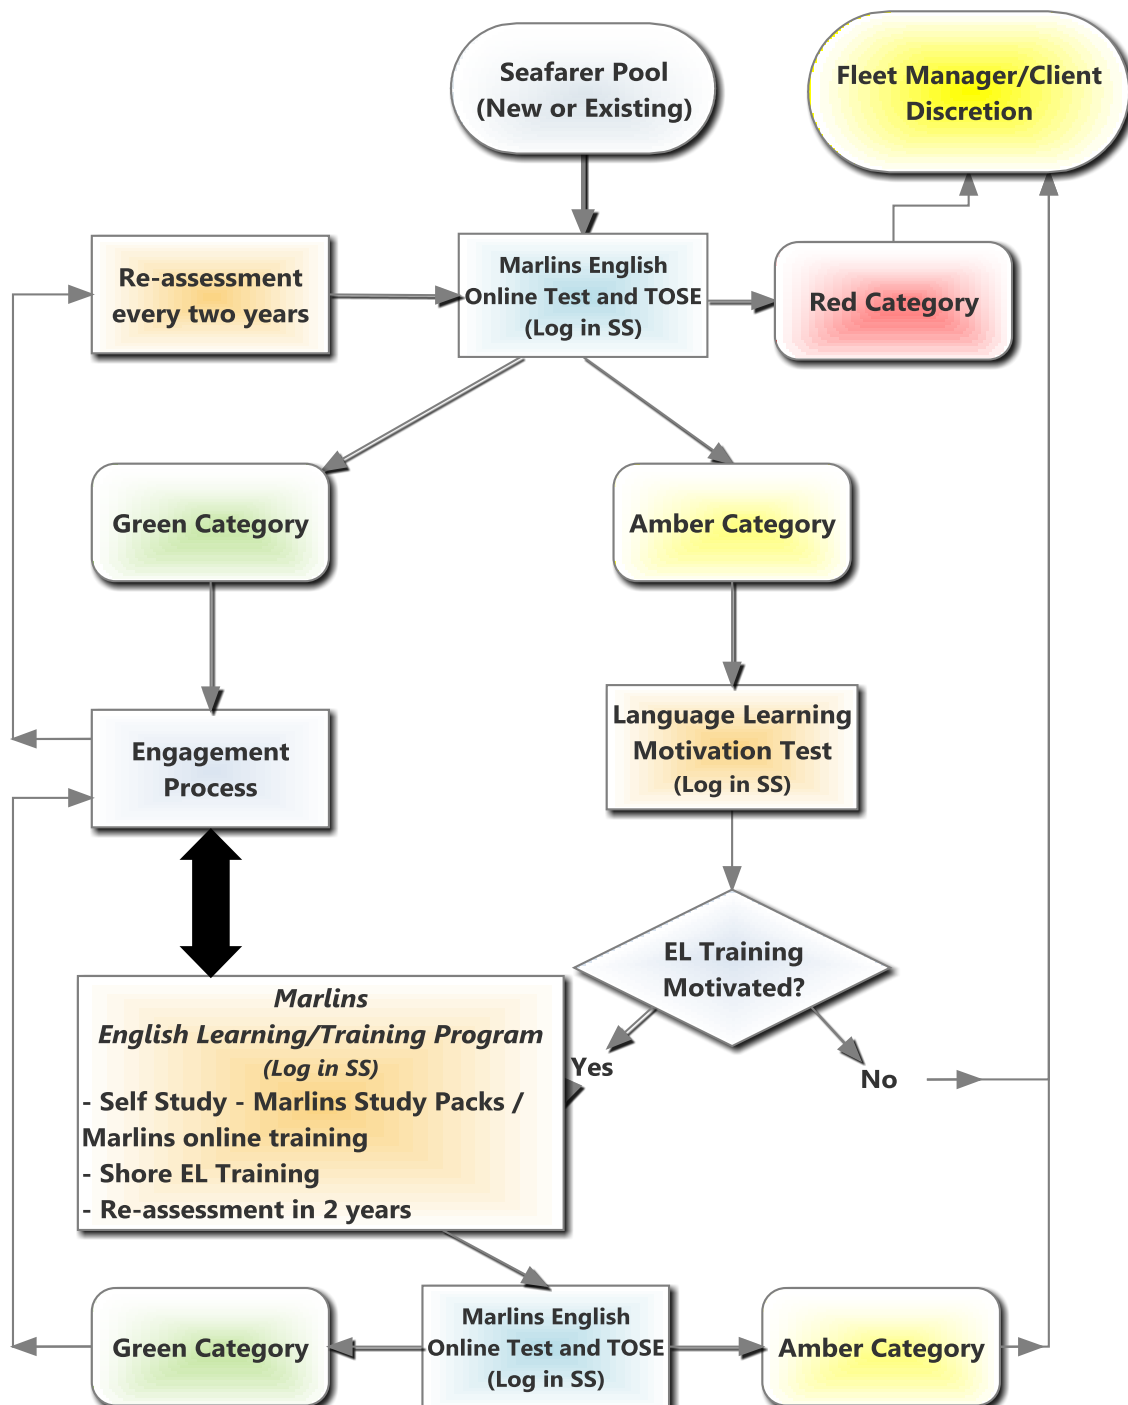 Seafarer Pool
(New or Existing)
Fleet Manager/Client
Discretion
Re-assessment
every two years
Marlins English
Online Test and TOSE
(Log in SS)
Red Category
Green Category
Amber Category
Engagement
Process
Language Learning
Motivation Test
(Log in SS)
EL Training
Motivated?
Yes
No
Marlins
English Learning/Training Program
(Log in SS)
- Self Study - Marlins Study Packs /
Marlins online training
- Shore EL Training
- Re-assessment in 2 years
Green Category
Marlins English
Online Test and TOSE
(Log in SS)
Amber Category